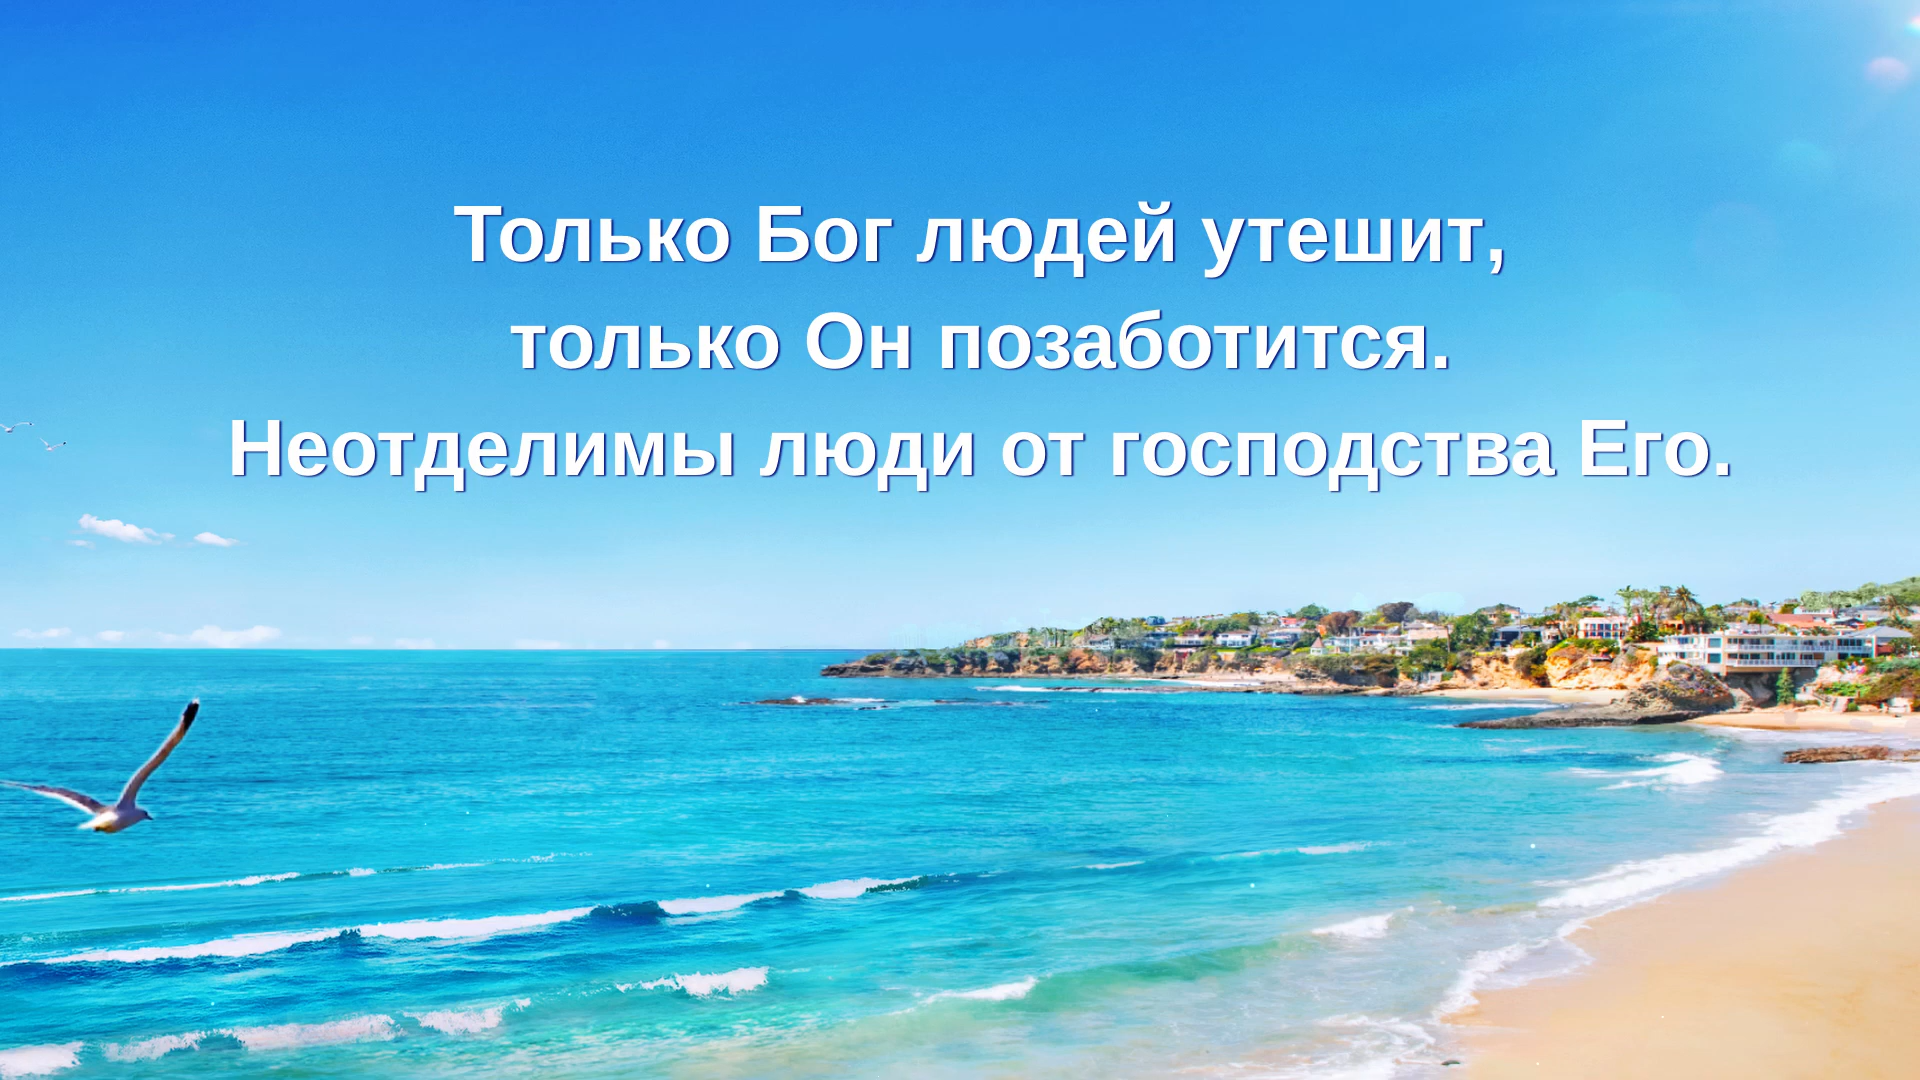 Только Бог людей утешит,
только Он позаботится.
Неотделимы люди от господства Его.